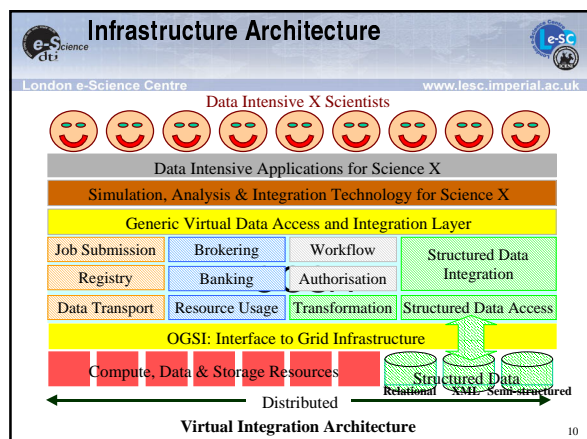 e-Science
dti
Infrastructure Architecture
Le-SC
London e-Science Centre
www.lesc.imperial.ac.uk
Data Intensive X Scientists
Data Intensive Applications for Science X
Simulation, Analysis & Integration Technology for Science X
Generic Virtual Data Access and Integration Layer
Job Submission
Brokering
Workflow
Structured Data
Integration
Registry
Banking
Authorisation
Data Transport
Resource Usage
Transformation
Structured Data Access
OGSI: Interface to Grid Infrastructure
Compute, Data & Storage Resources
Structured Data
Relational
XML
Semi-structured
Distributed
Virtual Integration Architecture
10